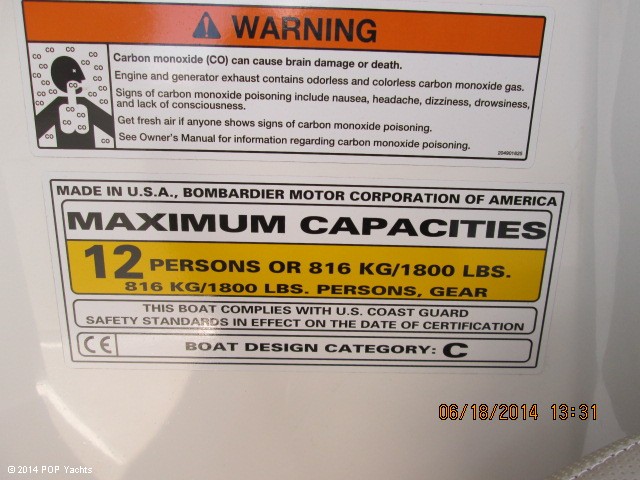 WARNING
Carbon monoxide (CO) can cause brain damage or death.
Engine and generator exhaust contains odorless and colorless carbon monoxide gas.
Signs of carbon monoxide poisoning include nausea, headache, dizziness, drowsiness,
and lack of consciousness.
Get fresh air if anyone shows signs of carbon monoxide poisoning.
See Owner's Manual for information regarding carbon monoxide poisoning.
204001825
MADE IN U.S.A., BOMBARDIER MOTOR CORPORATION OF AMERICA
MAXIMUM CAPACITIES
12 PERSONS OR 816 KG/1800 LBS.
816 KG/1800 LBS. PERSONS, GEAR
THIS BOAT COMPLIES WITH U.S. COAST GUARD
SAFETY STANDARDS IN EFFECT ON THE DATE OF CERTIFICATION
CE BOAT DESIGN CATEGORY: C
06/18/2014 13:31
© 2014 POP Yachts